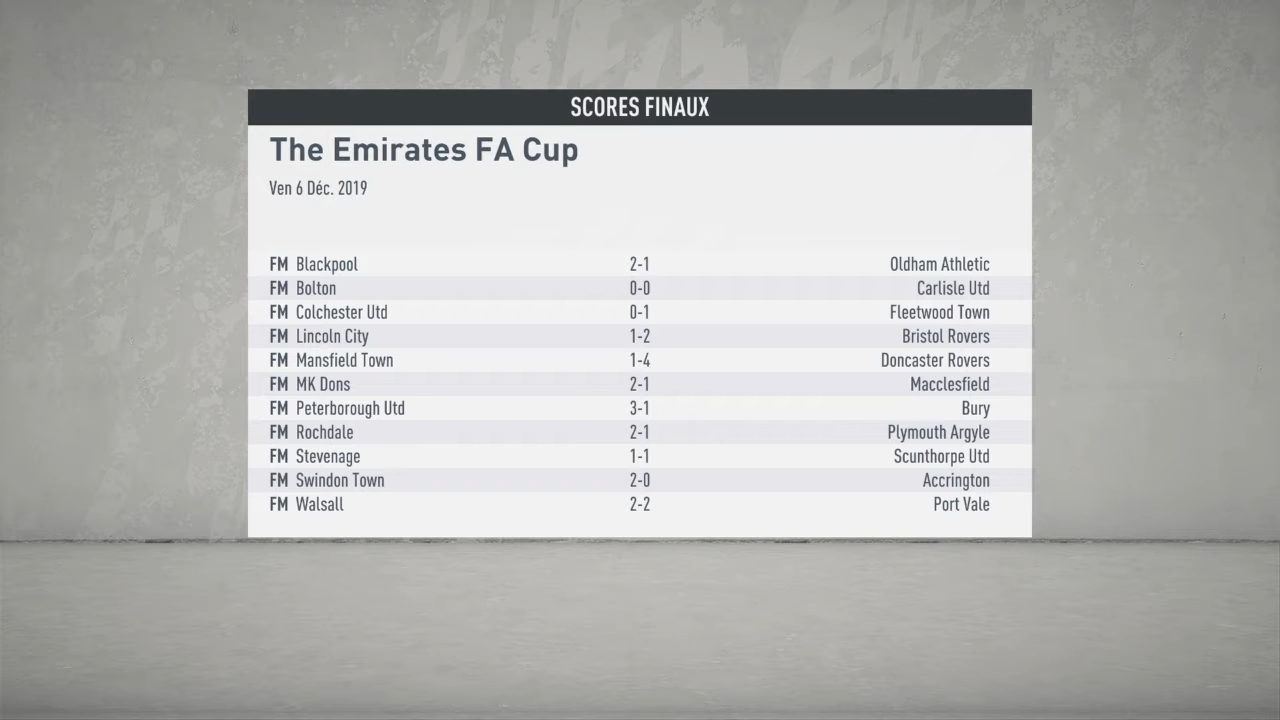 SCORES FINAUX
The Emirates FA Cup
Ven 6 Déc. 2019
FM Blackpool 2-1 Oldham Athletic
FM Bolton 0-0 Carlisle Utd
FM Colchester Utd 0-1 Fleetwood Town
FM Lincoln City 1-2 Bristol Rovers
FM Mansfield Town 1-4 Doncaster Rovers
FM MK Dons 2-1 Macclesfield
FM Peterborough Utd 3-1 Bury
FM Rochdale 2-1 Plymouth Argyle
FM Stevenage 1-1 Scunthorpe Utd
FM Swindon Town 2-0 Accrington
FM Walsall 2-2 Port Vale